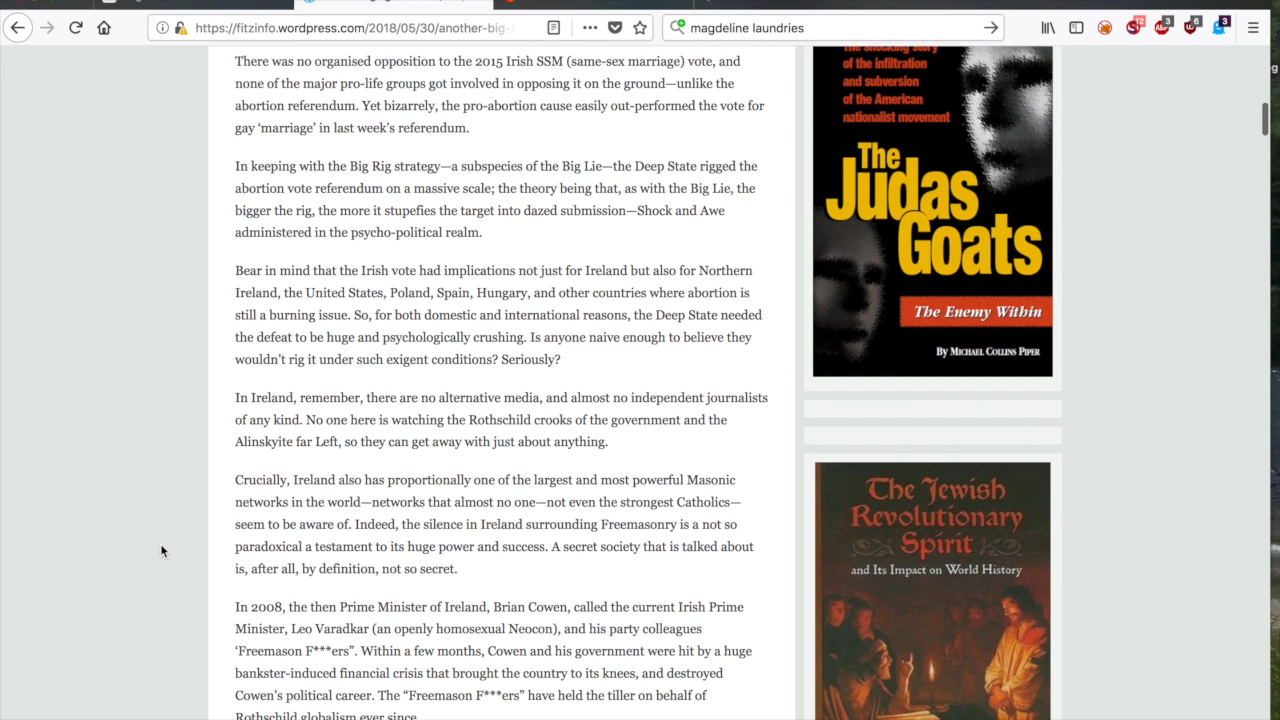 https://fitzinfo.wordpress.com/2018/05/30/another-big-
magdeline laundries
12
3
6
3
There was no organised opposition to the 2015 Irish SSM (same-sex marriage) vote, and
none of the major pro-life groups got involved in opposing it on the ground—unlike the
abortion referendum. Yet bizarrely, the pro-abortion cause easily out-performed the vote for
gay ‘marriage’ in last week’s referendum.
In keeping with the Big Rig strategy—a subspecies of the Big Lie—the Deep State rigged the
abortion vote referendum on a massive scale; the theory being that, as with the Big Lie, the
bigger the rig, the more it stupefies the target into dazed submission—Shock and Awe
administered in the psycho-political realm.
Bear in mind that the Irish vote had implications not just for Ireland but also for Northern
Ireland, the United States, Poland, Spain, Hungary, and other countries where abortion is
still a burning issue. So, for both domestic and international reasons, the Deep State needed
the defeat to be huge and psychologically crushing. Is anyone naive enough to believe they
wouldn’t rig it under such exigent conditions? Seriously?
In Ireland, remember, there are no alternative media, and almost no independent journalists
of any kind. No one here is watching the Rothschild crooks of the government and the
Alinskyite far Left, so they can get away with just about anything.
Crucially, Ireland also has proportionally one of the largest and most powerful Masonic
networks in the world—networks that almost no one—not even the strongest Catholics—
seem to be aware of. Indeed, the silence in Ireland surrounding Freemasonry is a not so
paradoxical a testament to its huge power and success. A secret society that is talked about
is, after all, by definition, not so secret.
In 2008, the then Prime Minister of Ireland, Brian Cowen, called the current Irish Prime
Minister, Leo Varadkar (an openly homosexual Neocon), and his party colleagues
‘Freemason F***ers”. Within a few months, Cowen and his government were hit by a huge
bankster-induced financial crisis that brought the country to its knees, and destroyed
Cowen’s political career. The “Freemason F***ers” have held the tiller on behalf of
Rothschild globalism ever since.
The shocking story
of the infiltration
and subversion
of the American
nationalist movement
The
Judas
Goats
The Enemy Within
By Michael Collins Piper
The Jewish
Revolutionary
Spirit
and Its Impact on World History